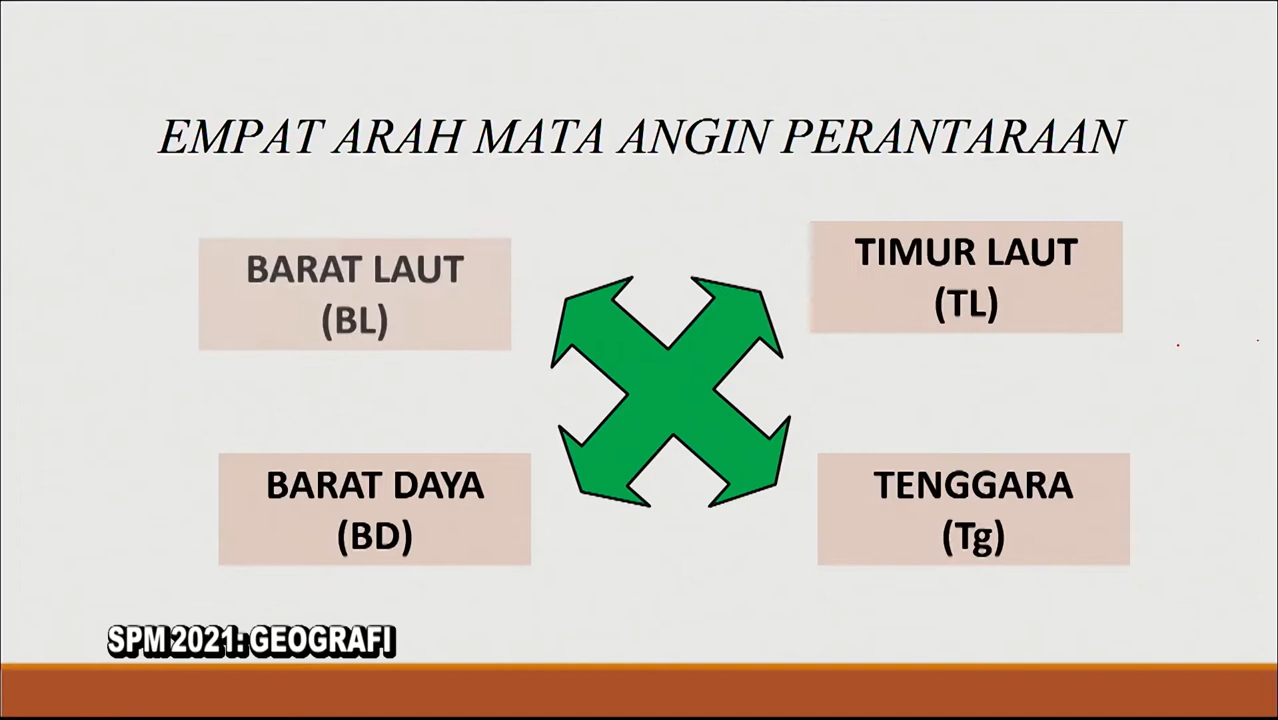 EMPAT ARAH MATA ANGIN PERANTARAAN
BARAT LAUT
(BL)
TIMUR LAUT
(TL)
BARAT DAYA
(BD)
TENGGARA
(Tg)
SPM 2021: GEOGRAFI